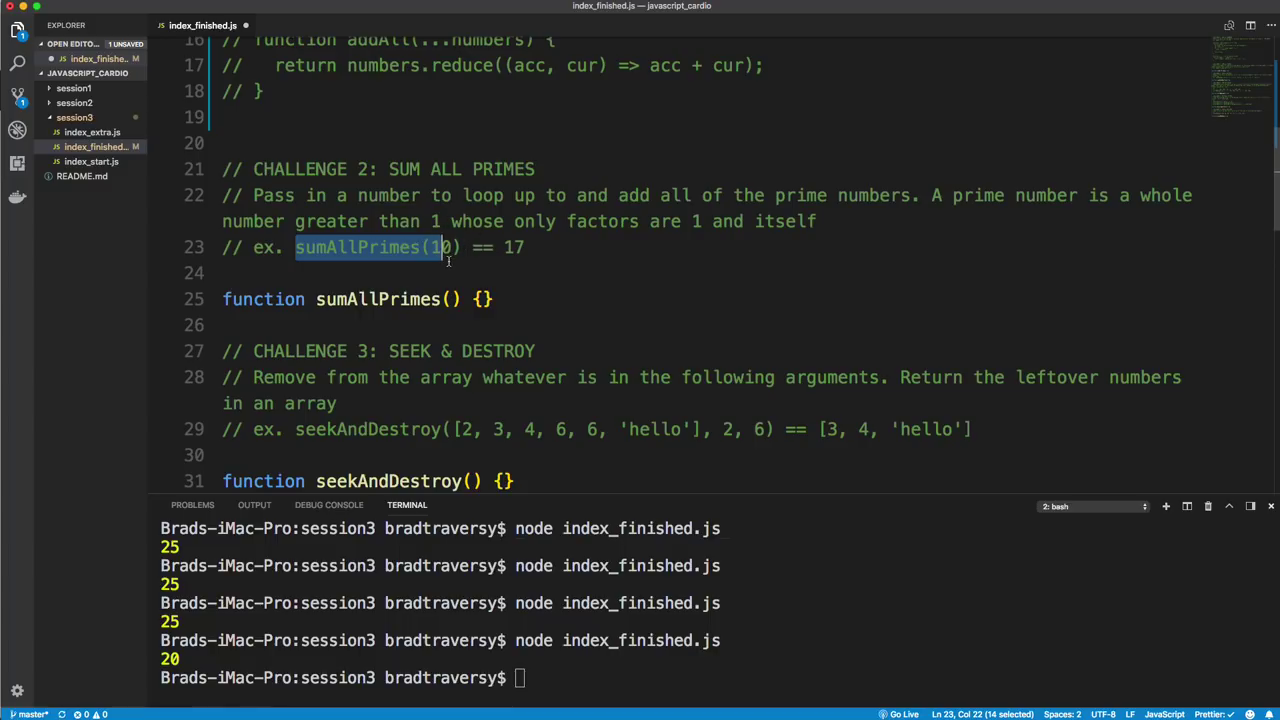 index_finished.js — javascript_cardio
EXPLORER
index_finished.js
OPEN EDITO... 1 UNSAVED
index_finishe... M
JAVASCRIPT_CARDIO
session1
session2
session3
index_extra.js
index_finished... M
index_start.js
README.md
16 // function addAll(...numbers) {
17 //   return numbers.reduce((acc, cur) => acc + cur);
18 // }
19
20
21 // CHALLENGE 2: SUM ALL PRIMES
22 // Pass in a number to loop up to and add all of the prime numbers. A prime number is a whole
number greater than 1 whose only factors are 1 and itself
23 // ex. sumAllPrimes(10) == 17
24
25 function sumAllPrimes() {}
26
27 // CHALLENGE 3: SEEK & DESTROY
28 // Remove from the array whatever is in the following arguments. Return the leftover numbers
in an array
29 // ex. seekAndDestroy([2, 3, 4, 6, 6, 'hello'], 2, 6) == [3, 4, 'hello']
30
31 function seekAndDestroy() {}
PROBLEMS OUTPUT DEBUG CONSOLE TERMINAL
2: bash
Brads-iMac-Pro:session3 bradtraversy$ node index_finished.js
25
Brads-iMac-Pro:session3 bradtraversy$ node index_finished.js
25
Brads-iMac-Pro:session3 bradtraversy$ node index_finished.js
25
Brads-iMac-Pro:session3 bradtraversy$ node index_finished.js
20
Brads-iMac-Pro:session3 bradtraversy$
master* 0 0 Go Live Ln 23, Col 22 (14 selected) Spaces: 2 UTF-8 LF JavaScript Prettier: ✓